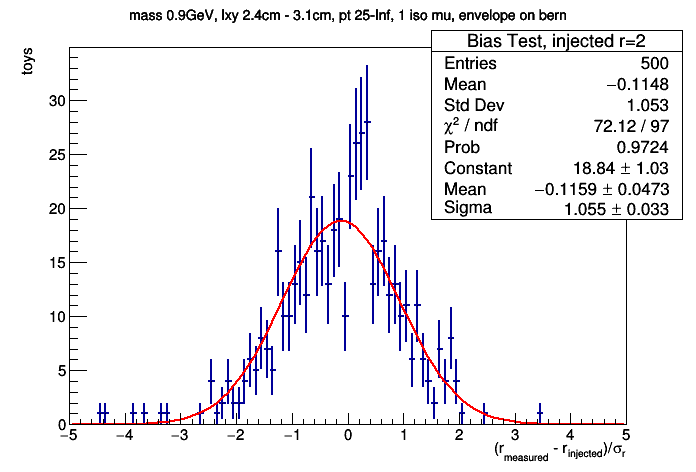 mass 0.9GeV, lxy 2.4cm - 3.1cm, pt 25-Inf, 1 iso mu, envelope on bern
Bias Test, injected r=2
Entries 500
Mean −0.1148
Std Dev 1.053
χ² / ndf 72.12 / 97
Prob 0.9724
Constant 18.84 ± 1.03
Mean −0.1159 ± 0.0473
Sigma 1.055 ± 0.033
toys
30
25
20
15
10
5
0
−5 −4 −3 −2 −1 0 1 2 3 4 5
(r_measured - r_injected)/σ_r